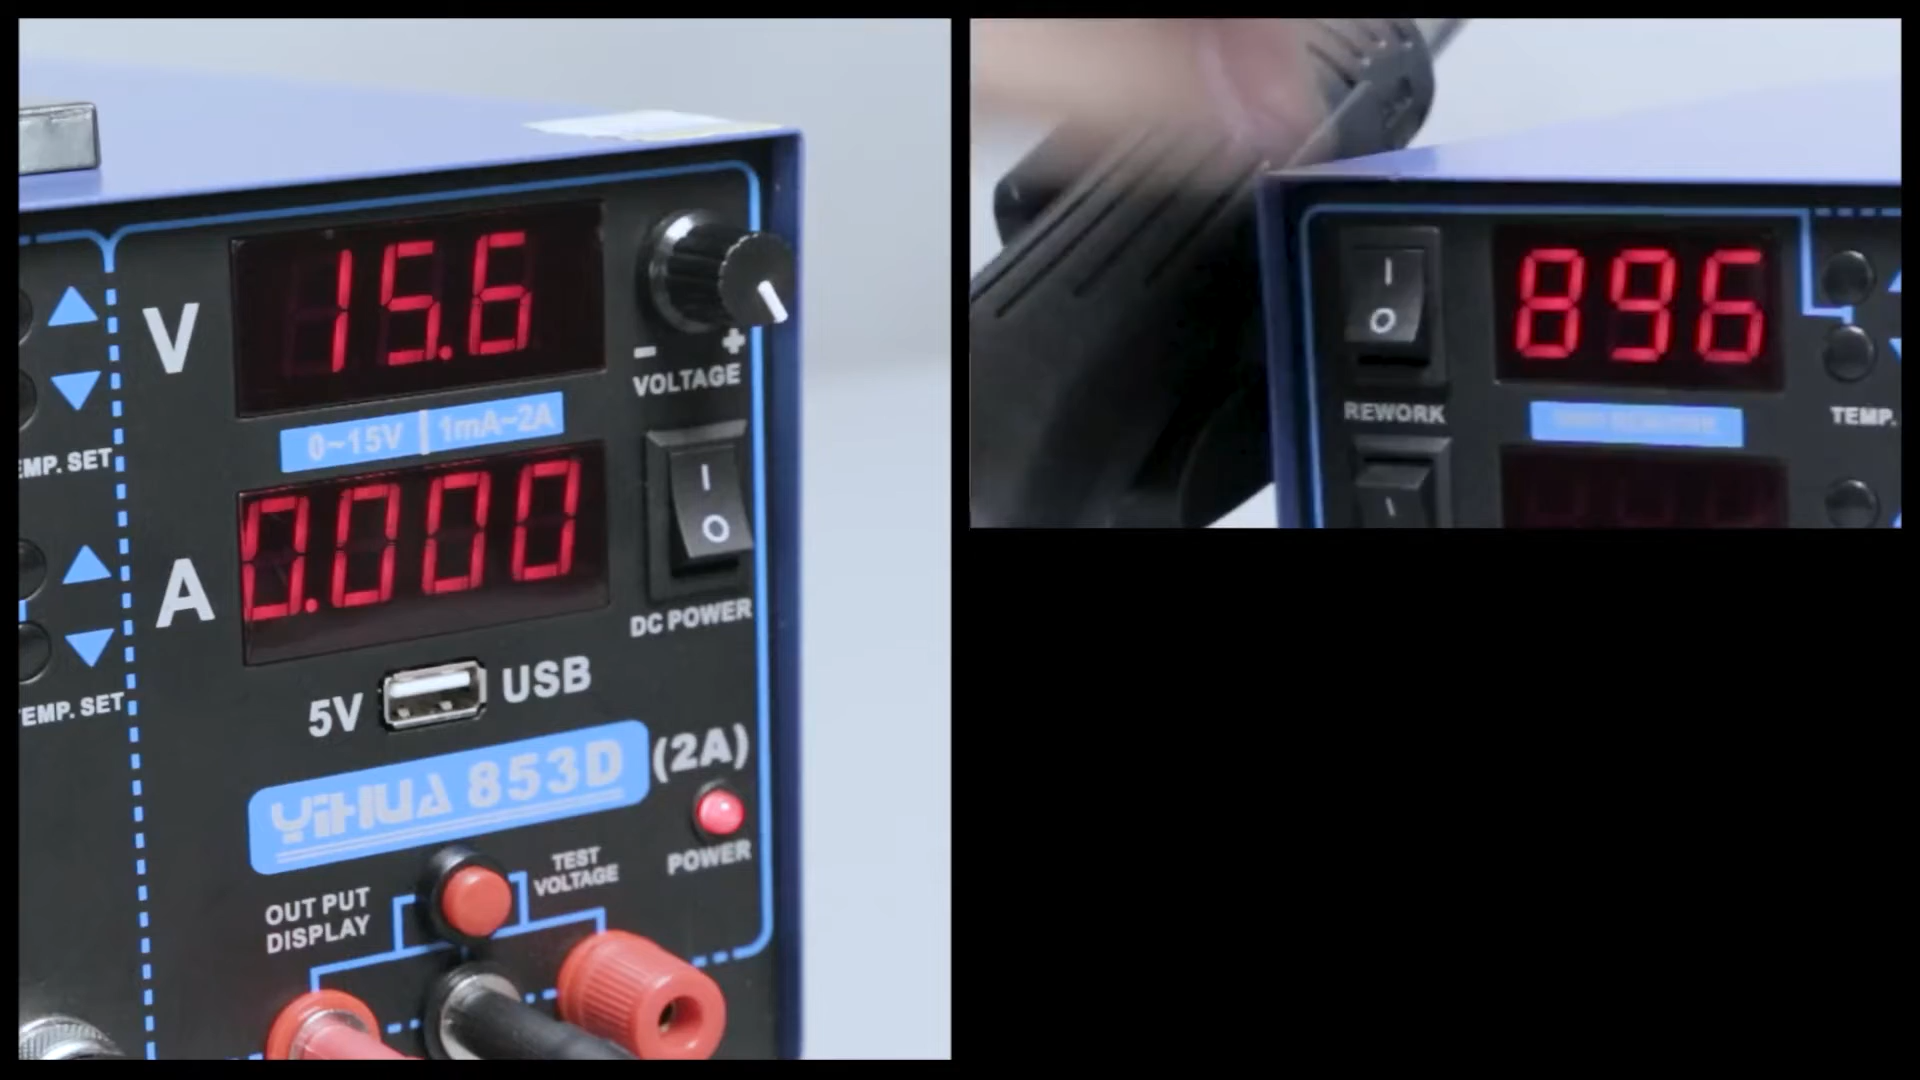 V
15.6
- +
VOLTAGE
0~15V | 1mA~2A
EMP. SET
A
0.000
I
O
DC POWER
5V
USB
EMP. SET
YIHUA 853D
(2A)
POWER
OUT PUT
DISPLAY
TEST
VOLTAGE
I
O
896
REWORK
TEMP.
I